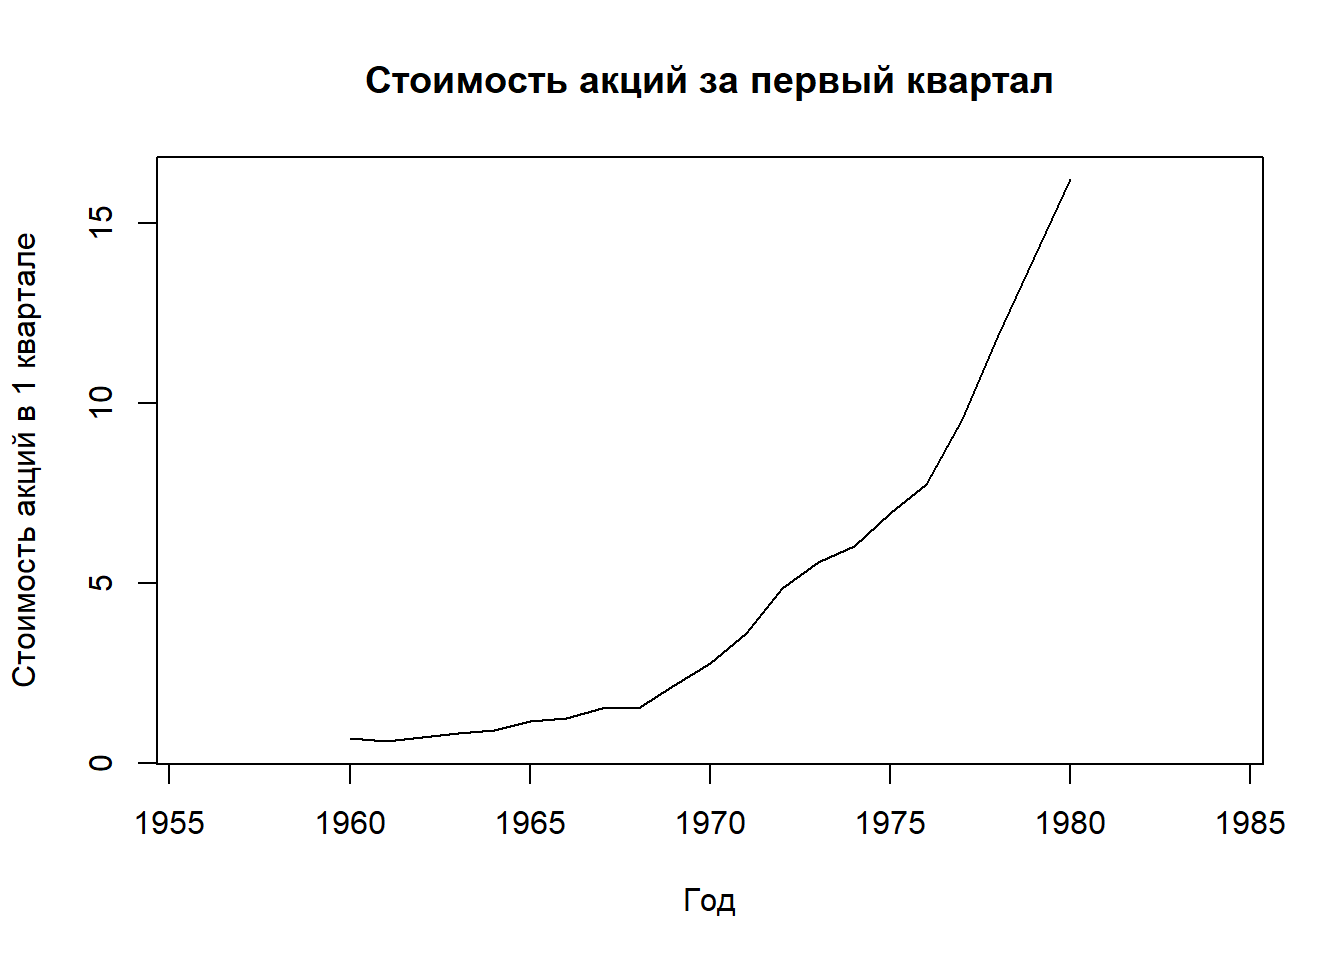 Стоимость акций за первый квартал
Стоимость акций в 1 квартале
15
10
5
0
1955 1960 1965 1970 1975 1980 1985
Год